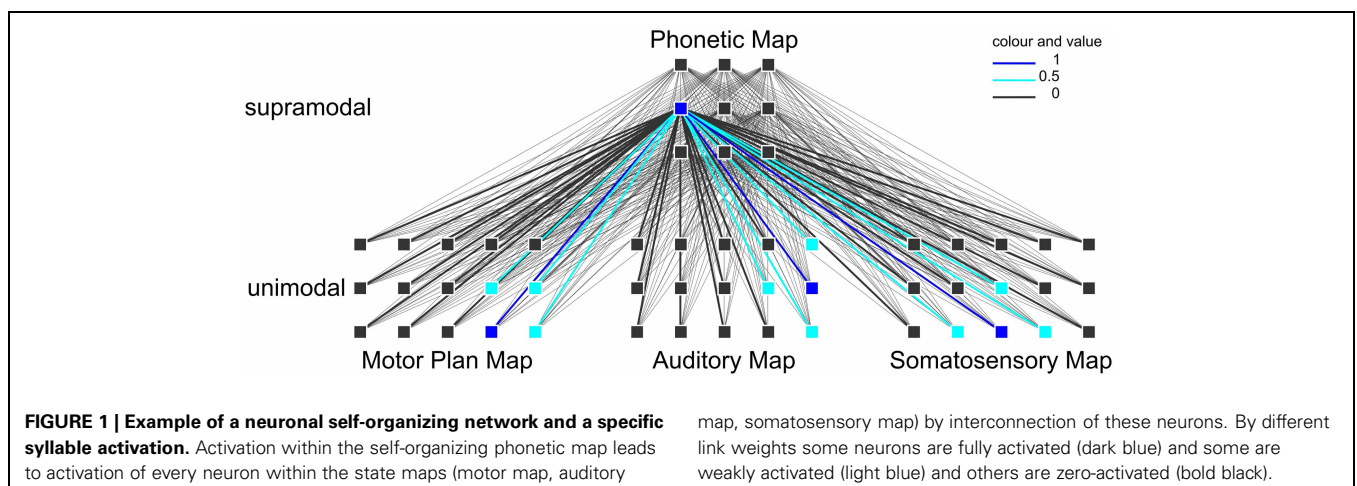 Phonetic Map
colour and value
1
0.5
0
supramodal
unimodal
Motor Plan Map
Auditory Map
Somatosensory Map
FIGURE 1 | Example of a neuronal self-organizing network and a specific
syllable activation. Activation within the self-organizing phonetic map leads
to activation of every neuron within the state maps (motor map, auditory
map, somatosensory map) by interconnection of these neurons. By different
link weights some neurons are fully activated (dark blue) and some are
weakly activated (light blue) and others are zero-activated (bold black).